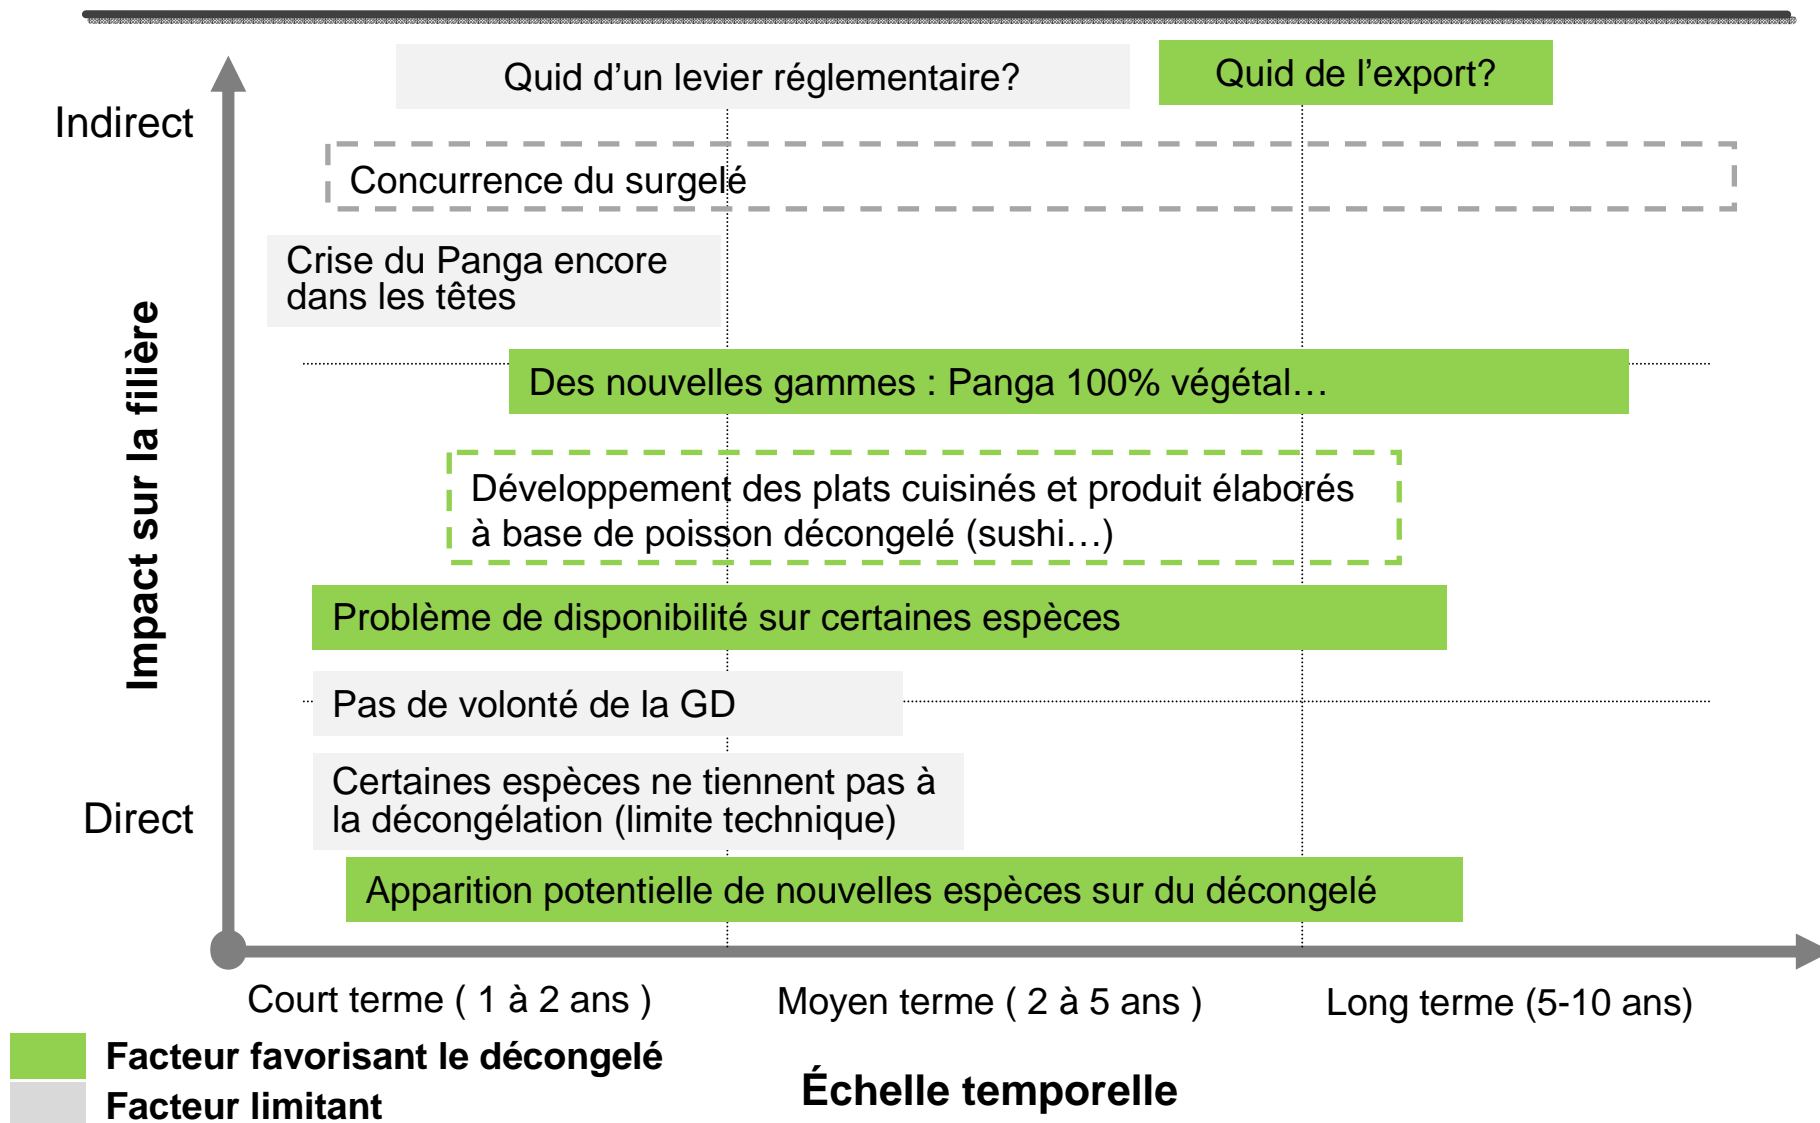 Quid d'un levier réglementaire?
Quid de l'export?
Indirect
Concurrence du surgelé
Crise du Panga encore
dans les têtes
Impact sur la filière
Des nouvelles gammes : Panga 100% végétal…
Développement des plats cuisinés et produit élaborés
à base de poisson décongelé (sushi…)
Problème de disponibilité sur certaines espèces
Pas de volonté de la GD
Certaines espèces ne tiennent pas à
la décongélation (limite technique)
Direct
Apparition potentielle de nouvelles espèces sur du décongelé
Court terme ( 1 à 2 ans )
Moyen terme ( 2 à 5 ans )
Long terme (5-10 ans)
Facteur favorisant le décongelé
Facteur limitant
Échelle temporelle